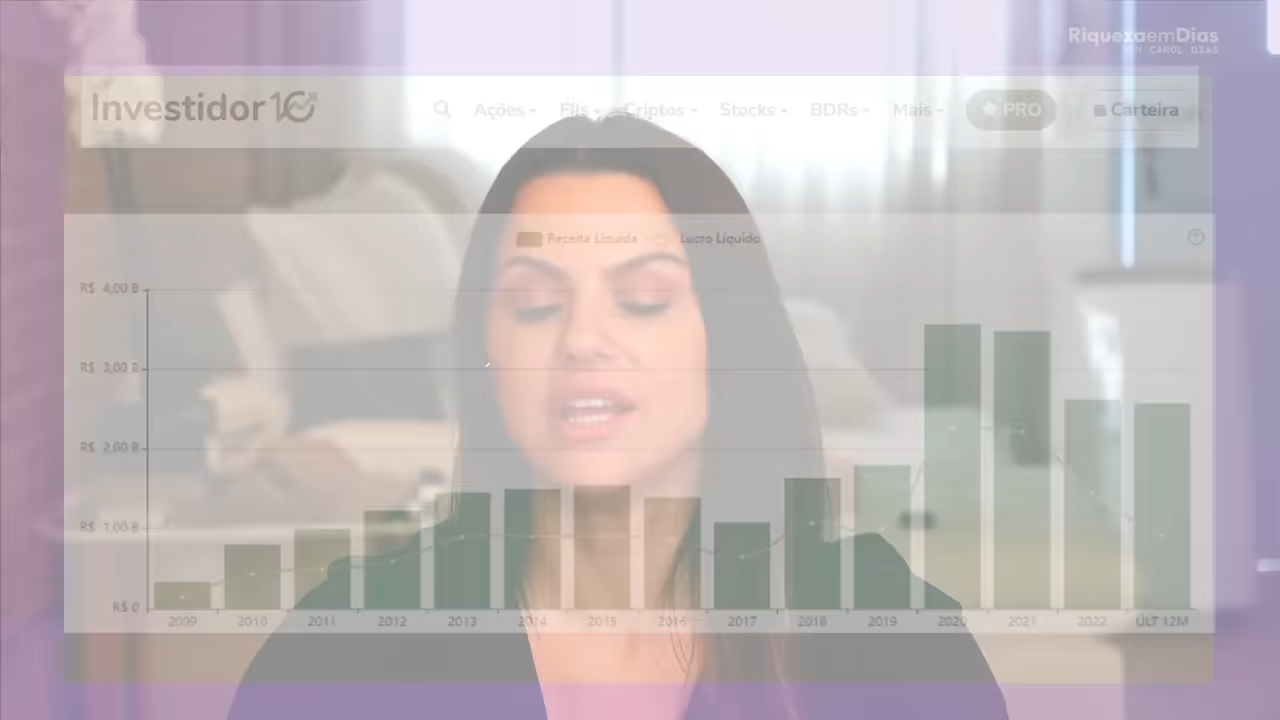 RiquezaemDias
CAROL DIAS
Investidor 10
Ações
FIIs
Criptos
Stocks
BDRs
Mais
PRO
Carteira
Receita Líquida
Lucro Líquido
R$ 4,00 B
R$ 3,00 B
R$ 2,00 B
R$ 1,00 B
R$ 0
2009 2010 2011 2012 2013 2014 2015 2016 2017 2018 2019 2020 2021 2022 ÚLT 12M